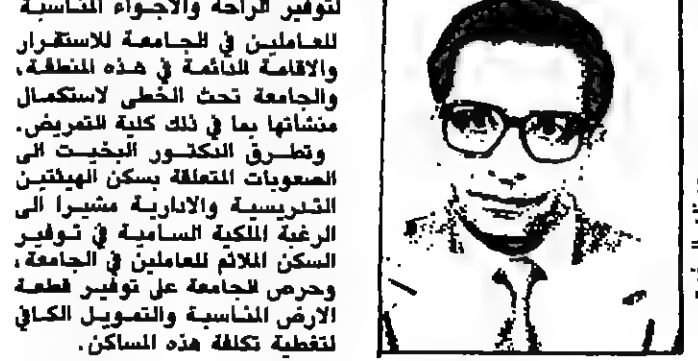 لتوفير الراحة والأجواء المناسبة
للعاملين في الجامعة للاستقرار
والاقامة الدائمة في هذه المنطقة،
والجامعة تحث الخطى لاستكمال
منشآتها بما في ذلك كلية التمريض.
وتطرق الدكتور البخيت الى
الصعوبات المتعلقة بسكن الهيئتين
التدريسية والادارية مشيرا الى
الرغبة الملكية السامية في توفير
السكن الملائم للعاملين في الجامعة،
وحرص الجامعة على توفير قطعة
الارض المناسبة والتمويل الكافي
لتغطية تكلفة هذه المساكن.